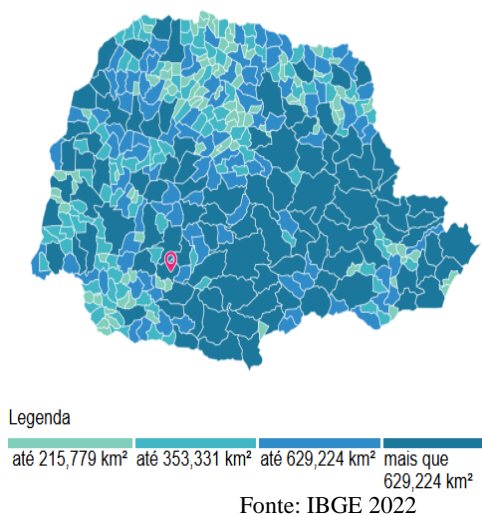 Legenda
até 215,779 km² até 353,331 km² até 629,224 km² mais que
629,224 km²
Fonte: IBGE 2022